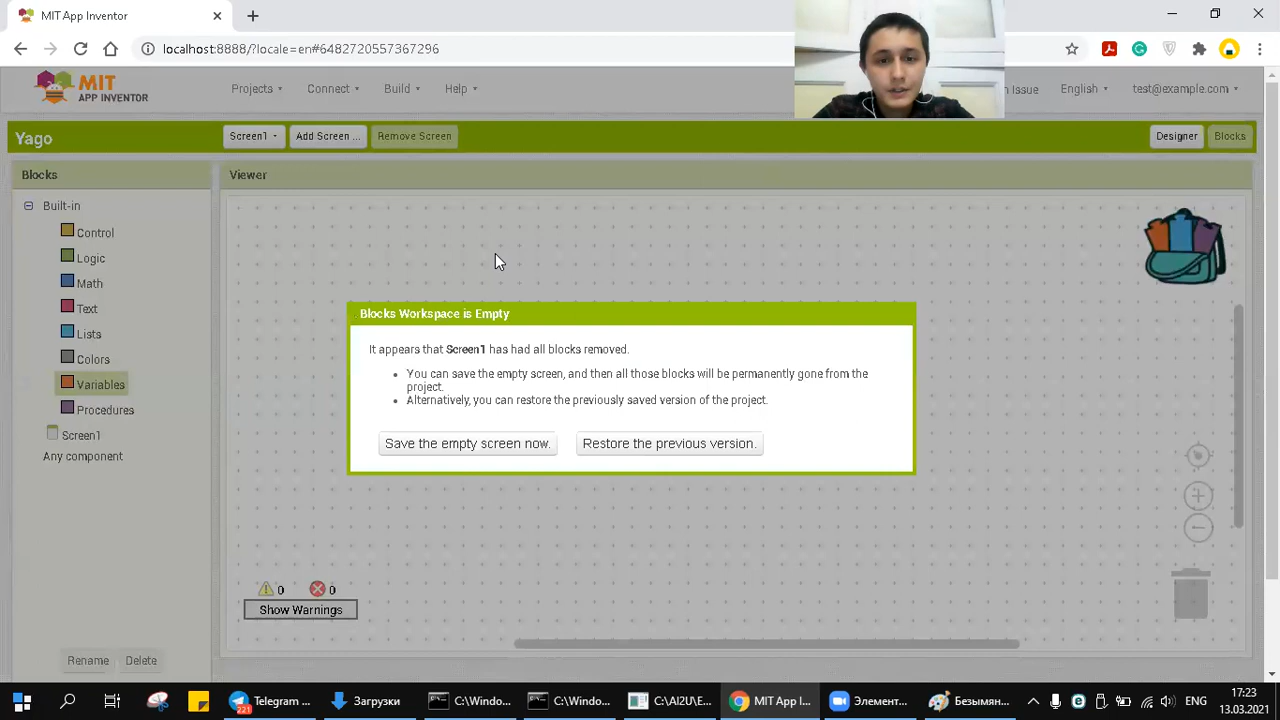 MIT App Inventor
localhost:8888/?locale=en#6482720557367296
MIT
APP INVENTOR
Projects
Connect
Build
Help
Issue
English
test@example.com
Yago
Screen1
Add Screen ...
Remove Screen
Designer
Blocks
Blocks
Viewer
Built-in
Control
Logic
Math
Text
Lists
Colors
Variables
Procedures
Screen1
Any component
Blocks Workspace is Empty
It appears that Screen1 has had all blocks removed.
You can save the empty screen, and then all those blocks will be permanently gone from the
project.
Alternatively, you can restore the previously saved version of the project.
Save the empty screen now.
Restore the previous version.
0
0
Show Warnings
Rename
Delete
221
Telegram ...
Загрузки
C:\Windo...
C:\Windo...
C:\AI2U\E...
MIT App I...
Элемент...
Безымян...
ENG
17:23
13.03.2021